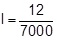 I = 12/7000